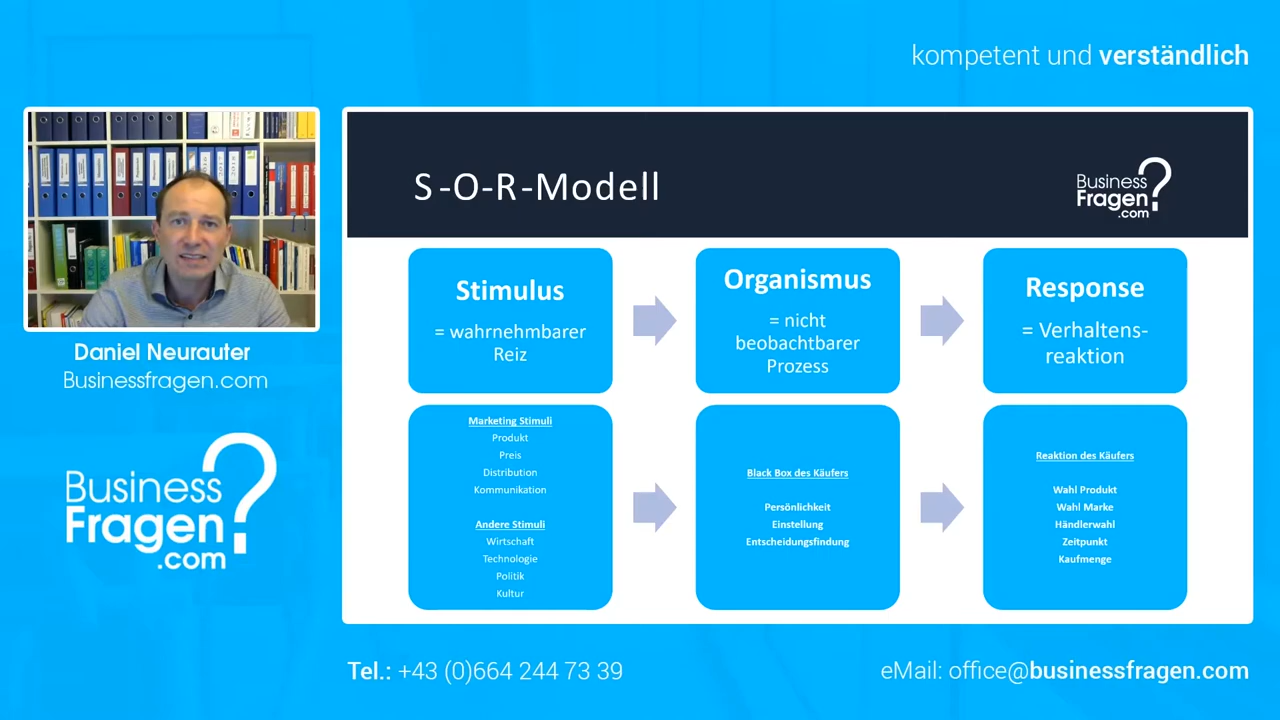 kompetent und verständlich
Daniel Neurauter
Businessfragen.com
Business
Fragen
.com
?
S-O-R-Modell
Business
Fragen
.com
?
Stimulus
= wahrnehmbarer
Reiz
Organismus
= nicht
beobachtbarer
Prozess
Response
= Verhaltens-
reaktion
Marketing Stimuli
Produkt
Preis
Distribution
Kommunikation
Andere Stimuli
Wirtschaft
Technologie
Politik
Kultur
Black Box des Käufers
Persönlichkeit
Einstellung
Entscheidungsfindung
Reaktion des Käufers
Wahl Produkt
Wahl Marke
Händlerwahl
Zeitpunkt
Kaufmenge
Tel.: +43 (0)664 244 73 39
eMail: office@businessfragen.com